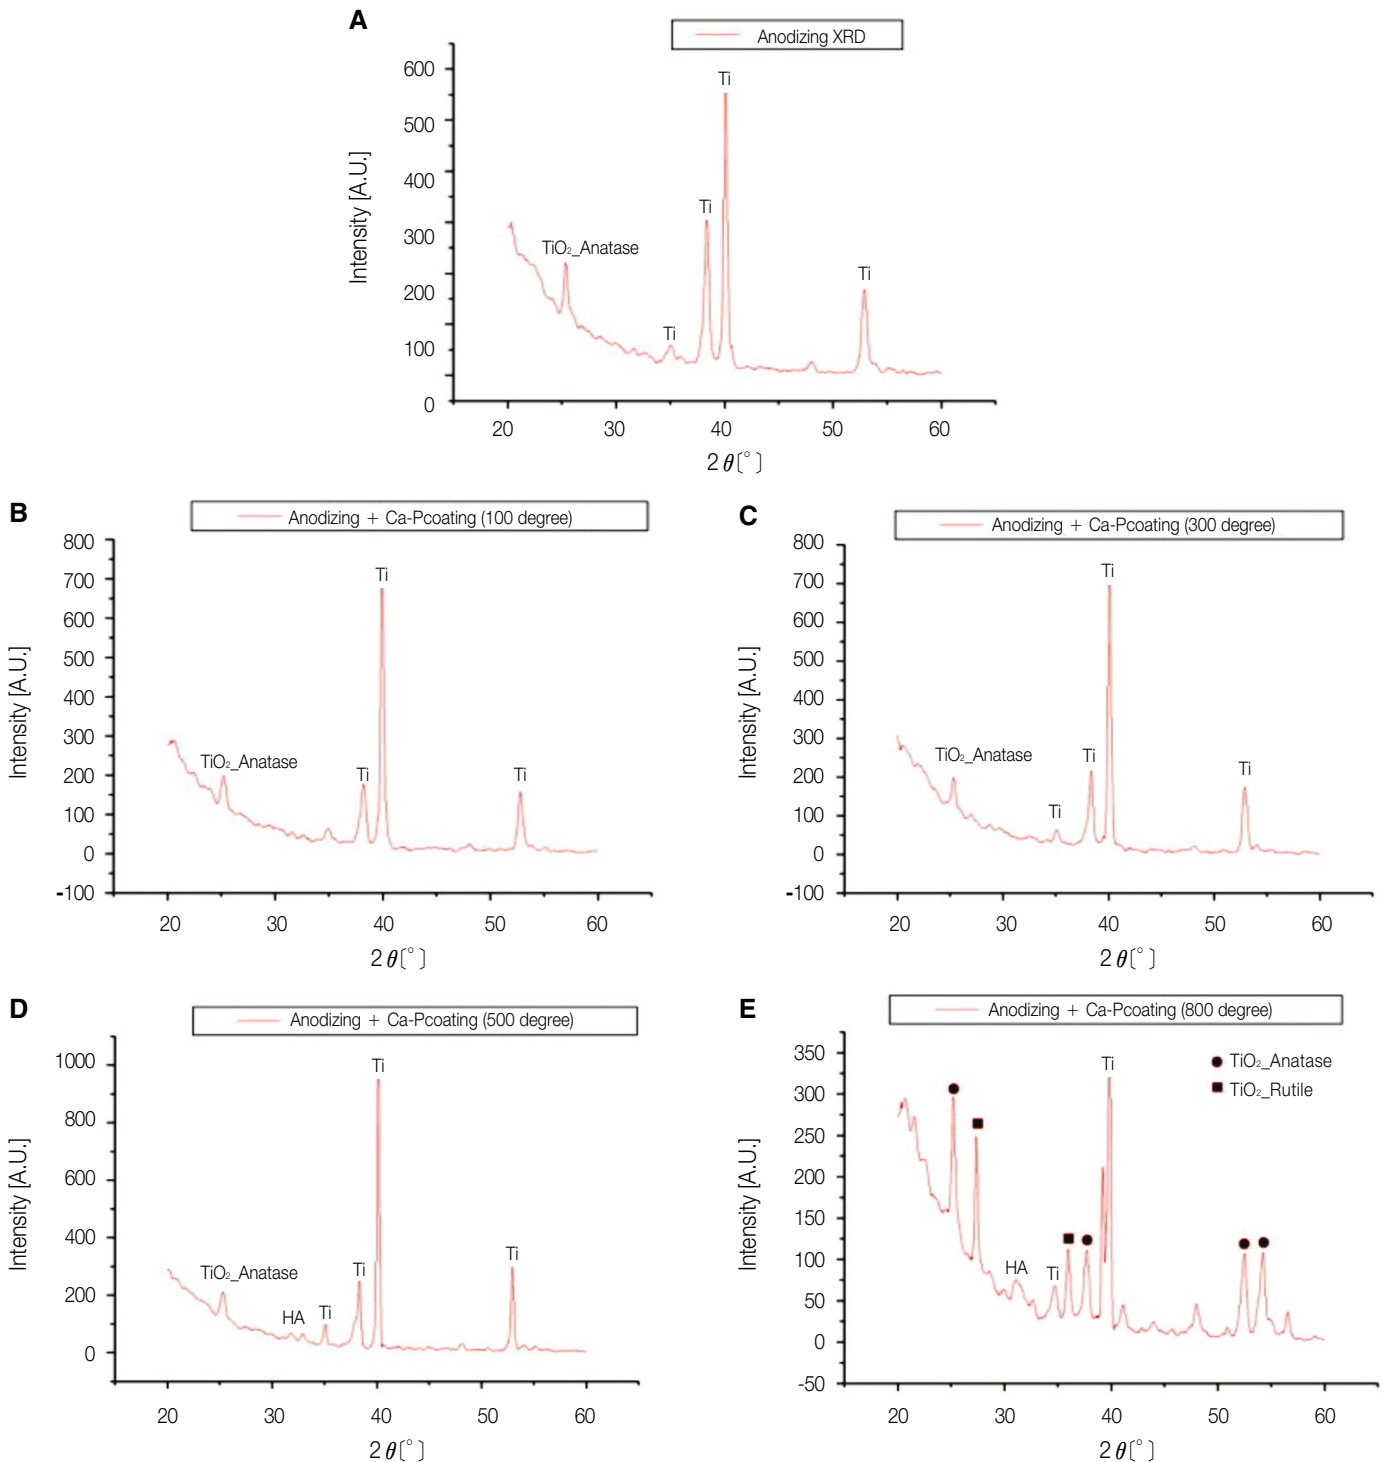 A
Anodizing XRD
600
500
400
300
200
100
0
Intensity [A.U.]
TiO₂_Anatase
Ti
Ti
Ti
Ti
20 30 40 50 60
2 θ[°]
B
Anodizing + Ca-Pcoating (100 degree)
800
700
600
500
400
300
200
100
0
-100
Intensity [A.U.]
TiO₂_Anatase
Ti
Ti
Ti
20 30 40 50 60
2 θ[°]
C
Anodizing + Ca-Pcoating (300 degree)
800
700
600
500
400
300
200
100
0
-100
Intensity [A.U.]
TiO₂_Anatase
Ti
Ti
Ti
Ti
20 30 40 50 60
2 θ[°]
D
Anodizing + Ca-Pcoating (500 degree)
1000
800
600
400
200
0
Intensity [A.U.]
TiO₂_Anatase
HA
Ti
Ti
Ti
Ti
20 30 40 50 60
2 θ[°]
E
Anodizing + Ca-Pcoating (800 degree)
350
300
250
200
150
100
50
0
-50
Intensity [A.U.]
HA
Ti
Ti
TiO₂_Anatase
TiO₂_Rutile
20 30 40 50 60
2 θ[°]